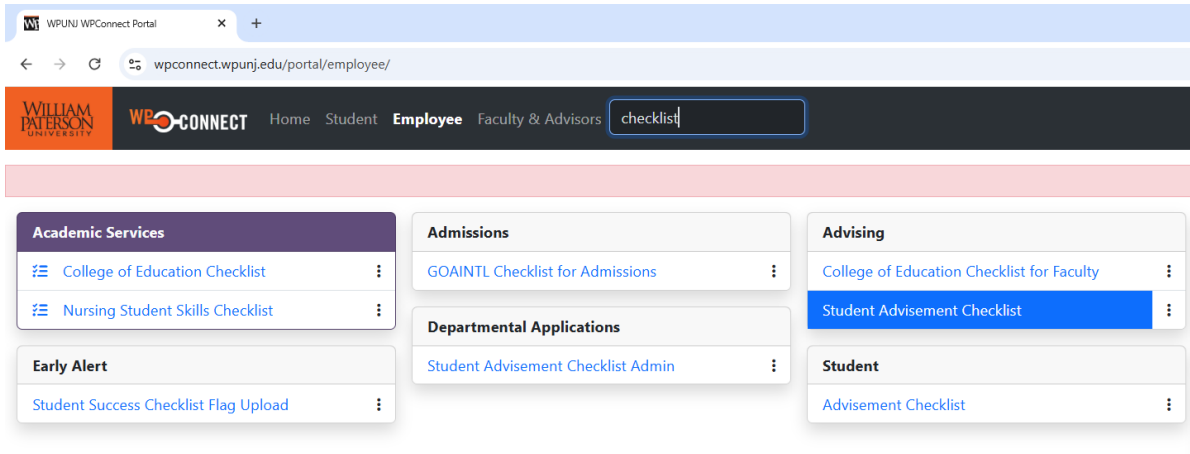 WPUNJ WPConnect Portal
wpconnect.wpunj.edu/portal/employee/
WILLIAM
PATERSON
UNIVERSITY
WP CONNECT Home Student Employee Faculty & Advisors checklist
Academic Services
College of Education Checklist
Nursing Student Skills Checklist
Early Alert
Student Success Checklist Flag Upload
Admissions
GOAINTL Checklist for Admissions
Departmental Applications
Student Advisement Checklist Admin
Advising
College of Education Checklist for Faculty
Student Advisement Checklist
Student
Advisement Checklist